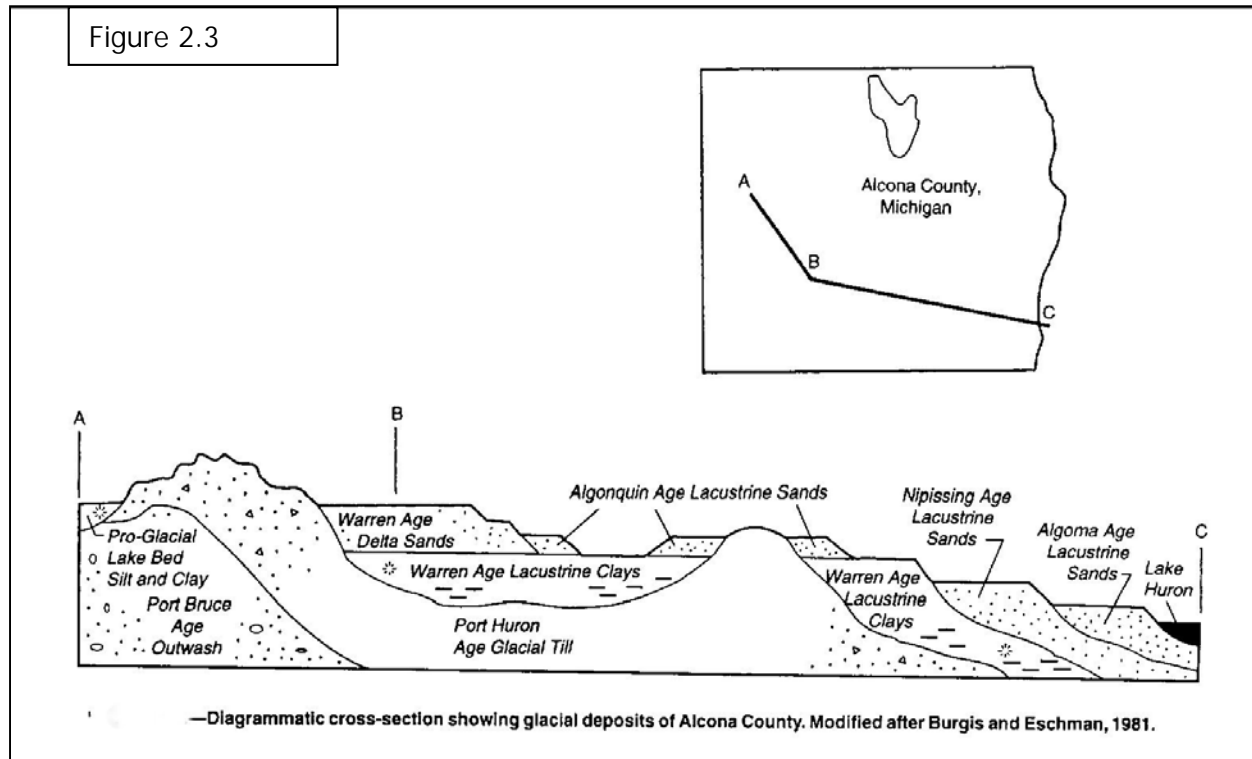 Figure 2.3
A
Alcona County,
Michigan
B
C
A
B
C
Algonquin Age Lacustrine Sands
Nipissing Age
Lacustrine
Sands
Algoma Age
Lacustrine
Sands
Lake
Huron
Warren Age
Delta Sands
Pro-Glacial
Lake Bed
Silt and Clay
Warren Age Lacustrine Clays
Warren Age
Lacustrine
Clays
Port Bruce
Age
Outwash
Port Huron
Age Glacial Till
—Diagrammatic cross-section showing glacial deposits of Alcona County. Modified after Burgis and Eschman, 1981.